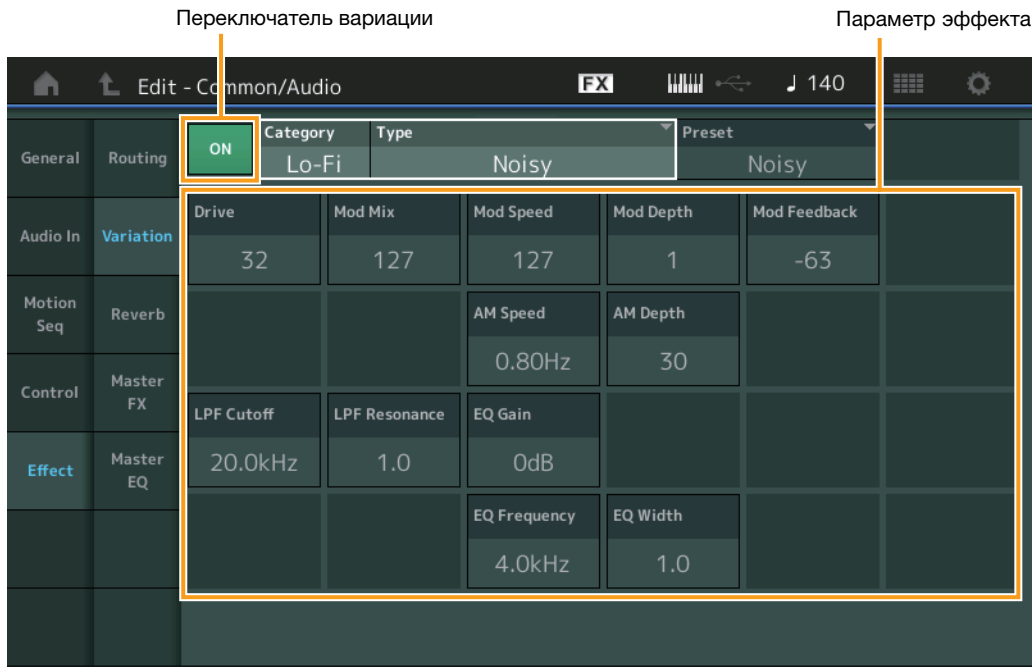 Переключатель вариации
Параметр эффекта
Edit - Common/Audio
FX
♩ 140
General
Routing
ON
Category
Type
Preset
Lo-Fi
Noisy
Noisy
Audio In
Variation
Drive
Mod Mix
Mod Speed
Mod Depth
Mod Feedback
32
127
127
1
-63
Motion
Seq
Reverb
AM Speed
AM Depth
0.80Hz
30
Control
Master
FX
LPF Cutoff
LPF Resonance
EQ Gain
20.0kHz
1.0
0dB
Effect
Master
EQ
EQ Frequency
EQ Width
4.0kHz
1.0